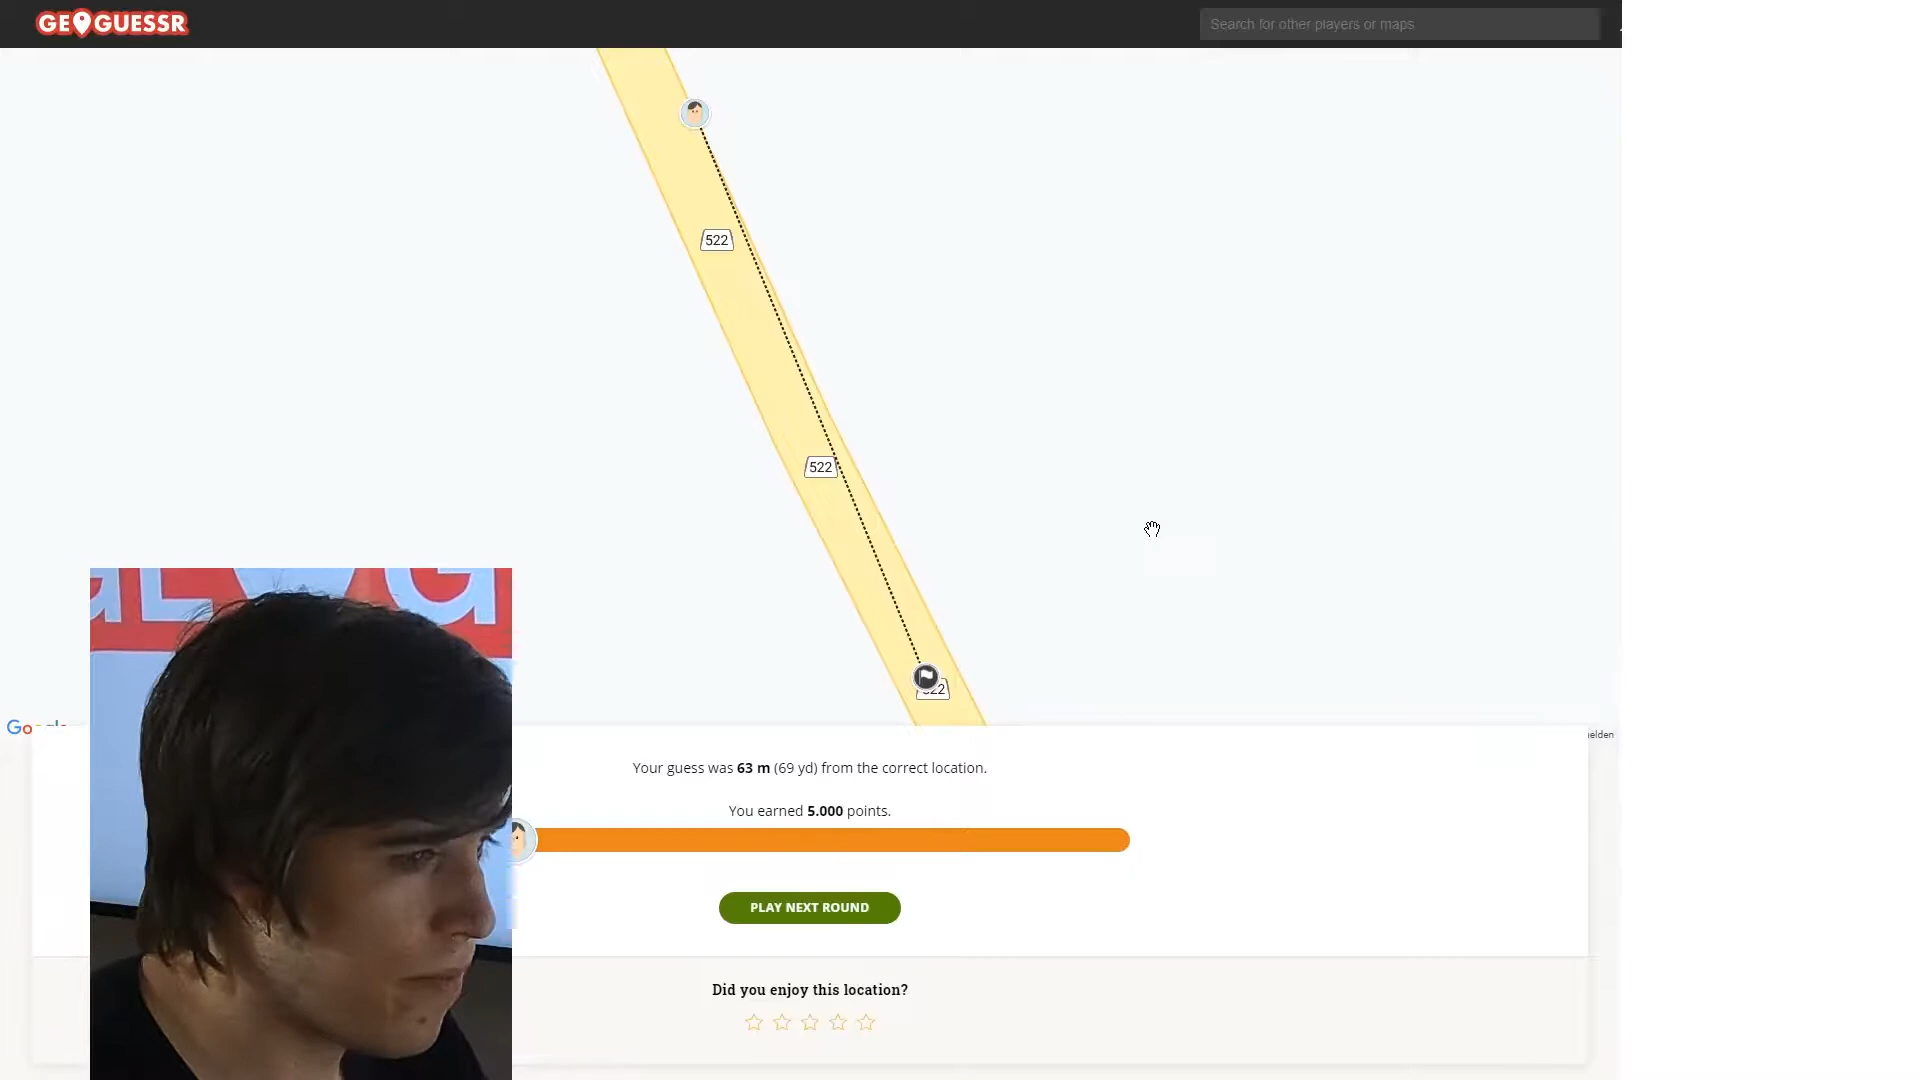 GEOGUESSR
Search for other players or maps
522
522
Your guess was 63 m (69 yd) from the correct location.
You earned 5.000 points.
PLAY NEXT ROUND
Did you enjoy this location?